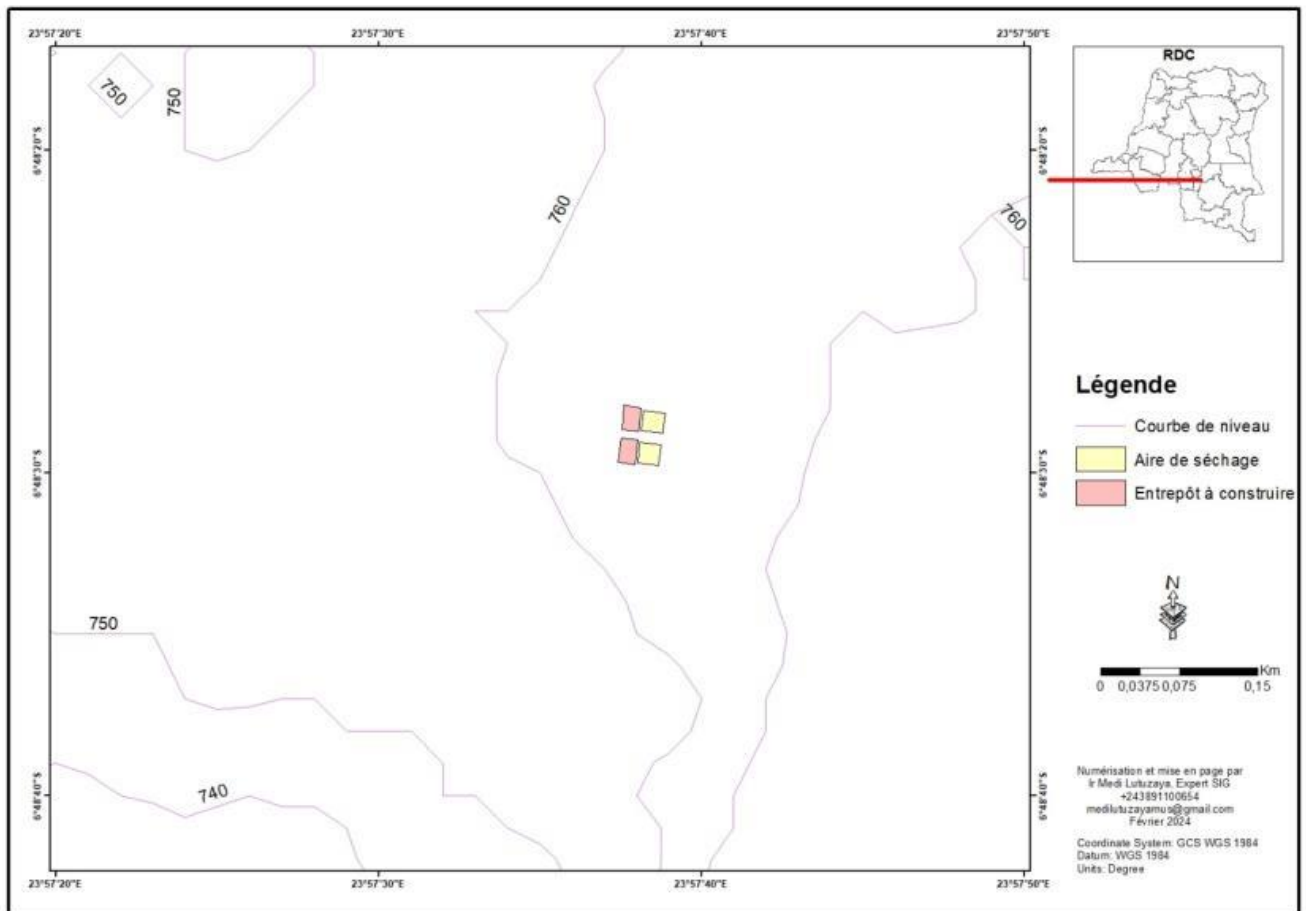 23°57'20"E 23°57'30"E 23°57'40"E 23°57'50"E
RDC
750
750
760
760
6°48'20"S
6°48'20"S
6°48'30"S
6°48'30"S
6°48'40"S
6°48'40"S
750
740
Légende
Courbe de niveau
Aire de séchage
Entrepôt à construire
N
Km
0 0,0375 0,075 0,15
Numérisation et mise en page par
Ir Medi Lutuzaya, Expert SIG
+243891100654
medilutuzayamus@gmail.com
Février 2024
Coordinate System: GCS WGS 1984
Datum: WGS 1984
Units: Degree
23°57'20"E 23°57'30"E 23°57'40"E 23°57'50"E